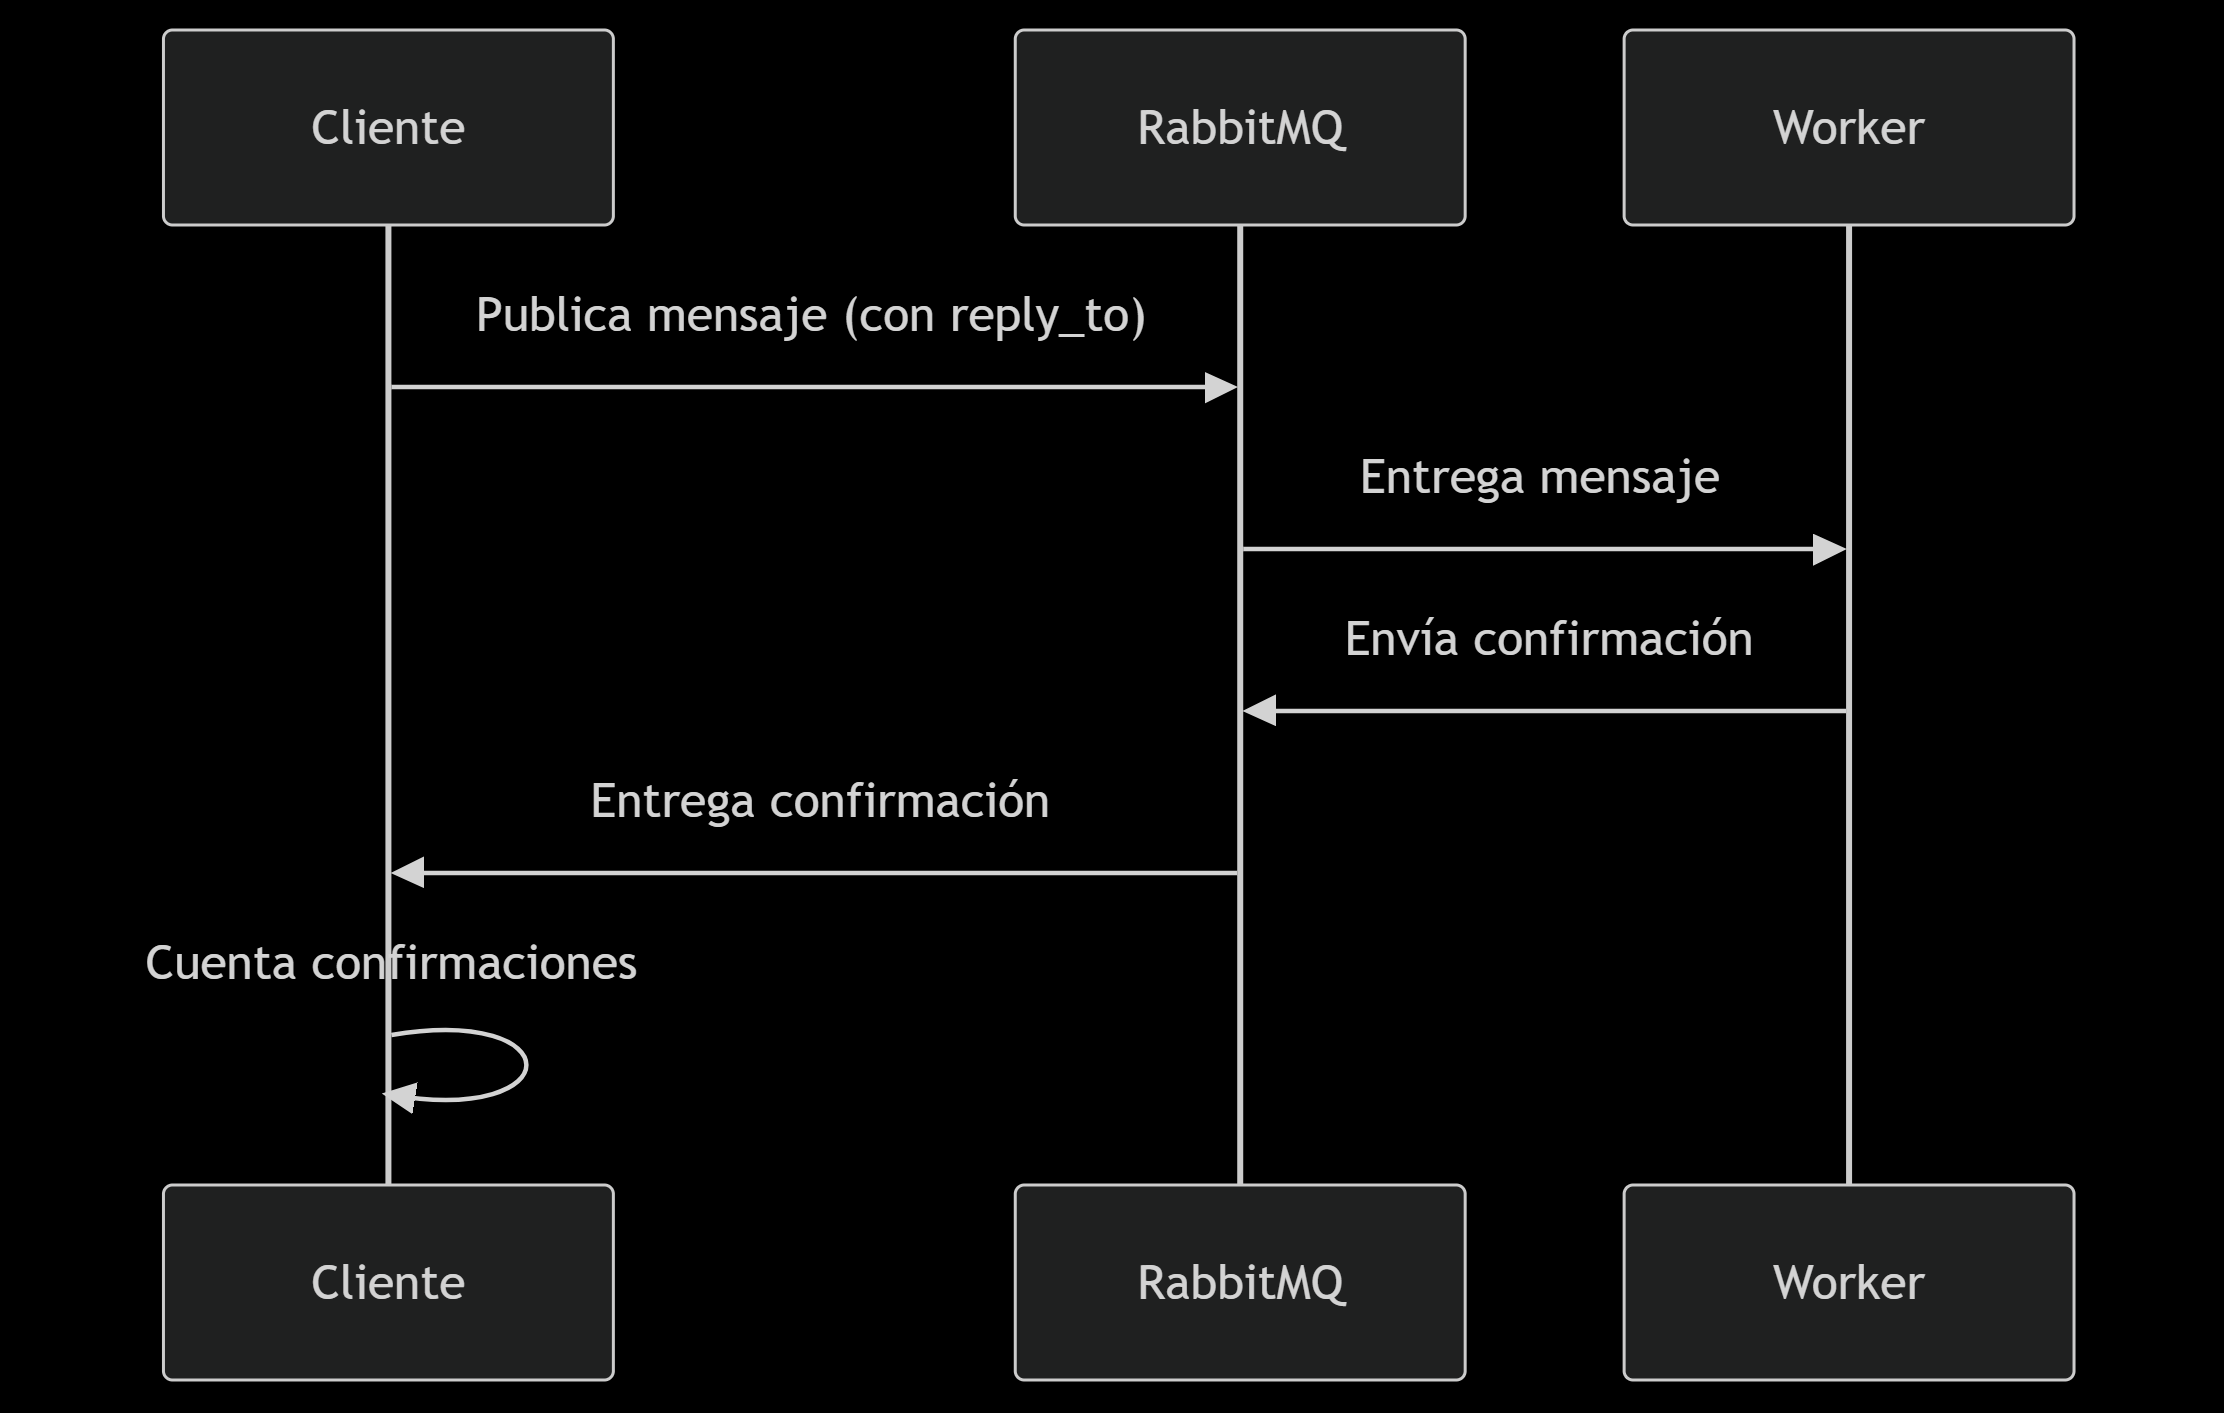 Cliente
RabbitMQ
Worker
Publica mensaje (con reply_to)
Entrega mensaje
Envía confirmación
Entrega confirmación
Cuenta confirmaciones
Cliente
RabbitMQ
Worker